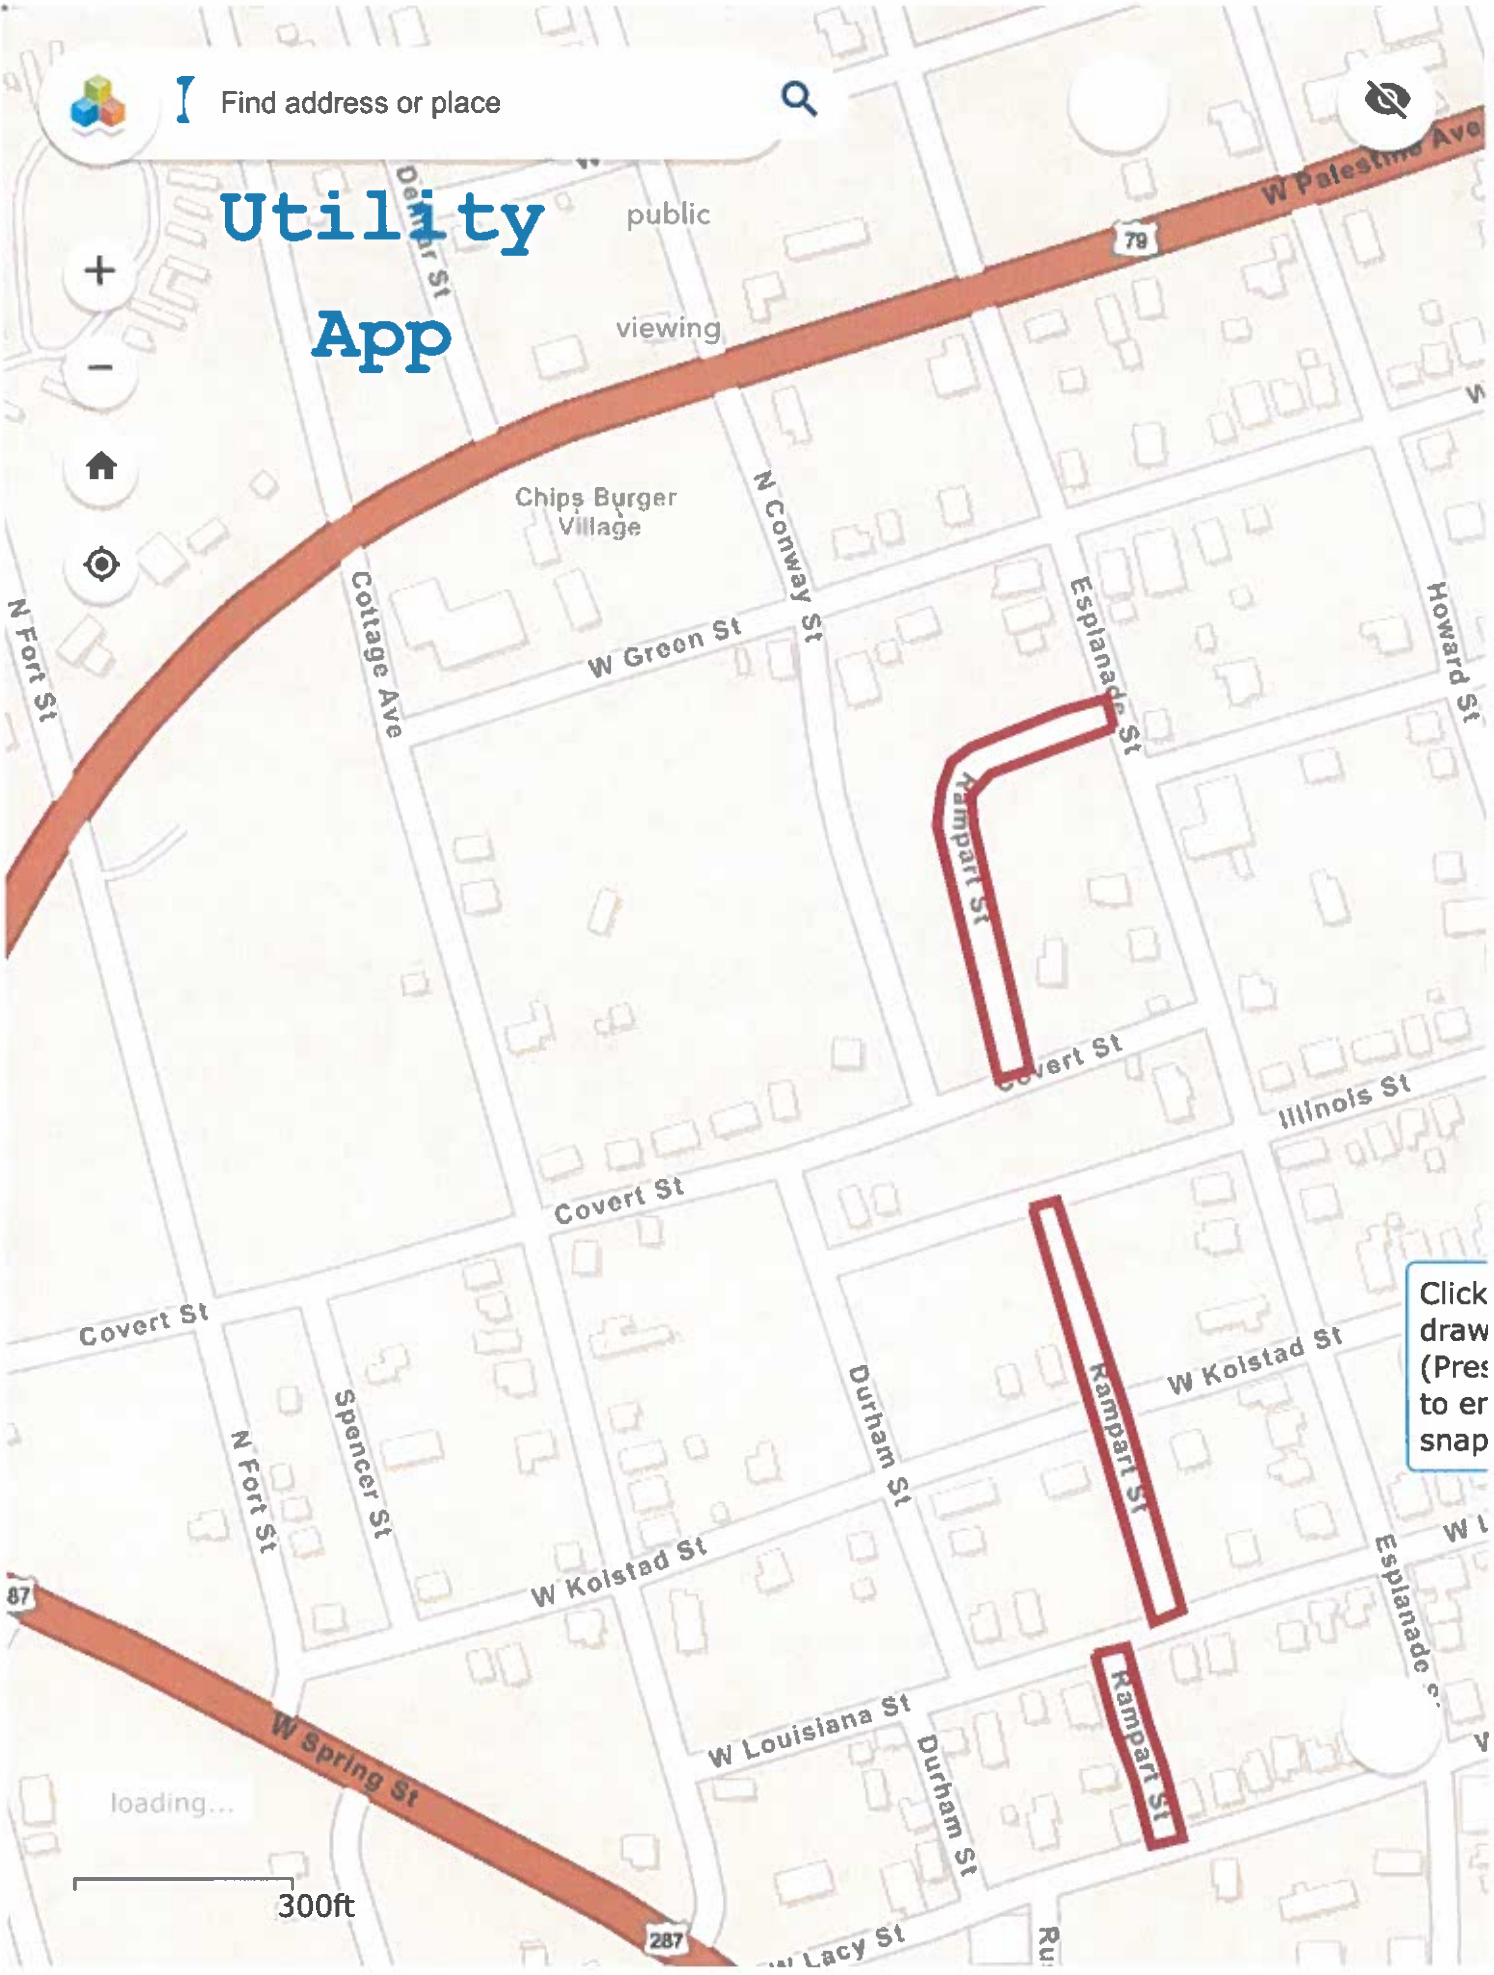 Find address or place
W Palestine Ave
Utility
public
79
Delmar St
App
viewing
Chips Burger
Village
N Conway St
N Fort St
Cottage Ave
W Green St
Esplanade St
Howard St
Rampart St
Covert St
Illinois St
Covert St
Covert St
Click
draw
(Pres
to er
snap
W Kolstad St
Rampart St
Durham St
Spencer St
N Fort St
W Kolstad St
Esplanade S
87
Rampart St
W Louisiana St
Durham St
W Spring St
loading...
300ft
287
W Lacy St
Ru